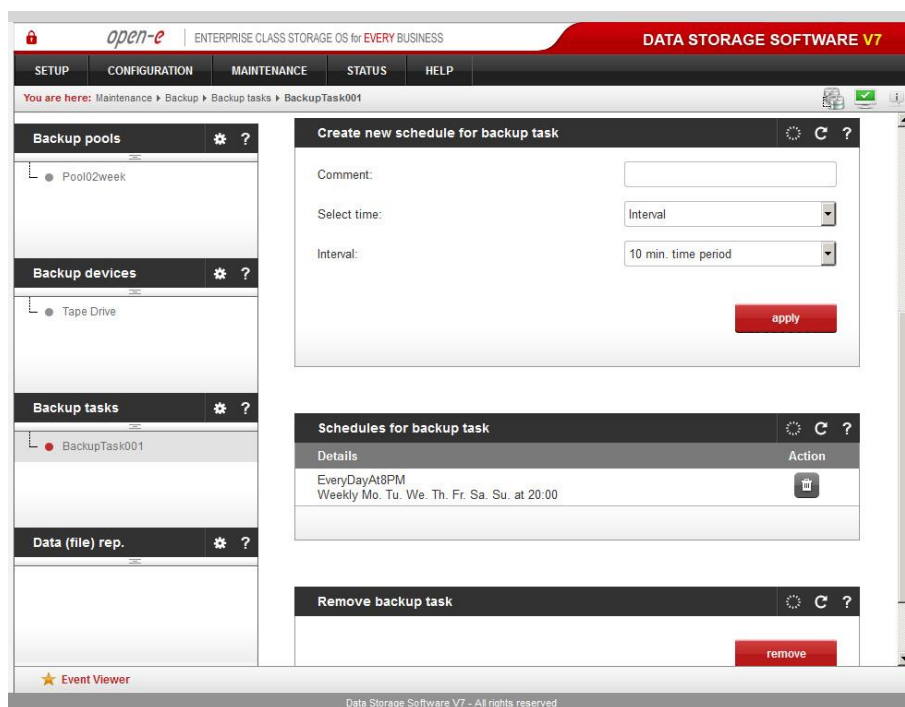 open-e ENTERPRISE CLASS STORAGE OS for EVERY BUSINESS
DATA STORAGE SOFTWARE V7
SETUP CONFIGURATION MAINTENANCE STATUS HELP
You are here: Maintenance Backup Backup tasks BackupTask001
Backup pools ?
Pool02week
Backup devices ?
Tape Drive
Backup tasks ?
BackupTask001
Data (file) rep. ?
Create new schedule for backup task ?
Comment:
Select time: Interval
Interval: 10 min. time period
apply
Schedules for backup task ?
Details Action
EveryDayAt8PM
Weekly Mo. Tu. We. Th. Fr. Sa. Su. at 20:00
Remove backup task ?
remove
Event Viewer
Data Storage Software V7 - All rights reserved